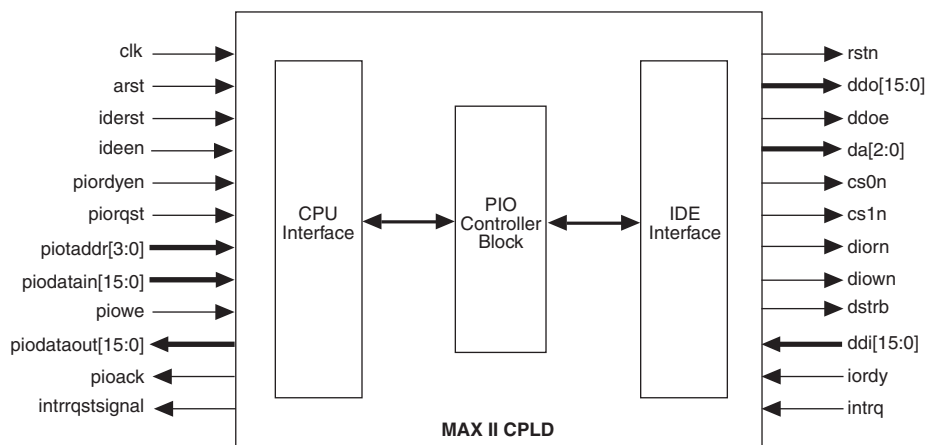 clk
arst
iderst
ideen
piordyen
piorqst
piotaddr[3:0]
piodatain[15:0]
piowe
piodataout[15:0]
pioack
intrrqstsignal
CPU
Interface
PIO
Controller
Block
IDE
Interface
MAX II CPLD
rstn
ddo[15:0]
ddoe
da[2:0]
cs0n
cs1n
diorn
diown
dstrb
ddi[15:0]
iordy
intrq